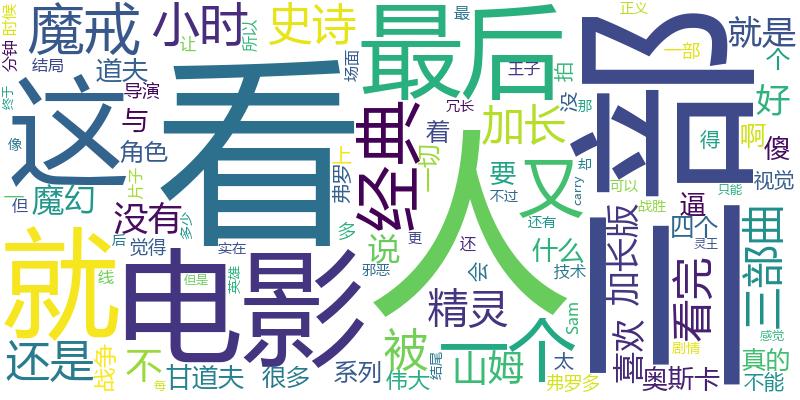 分钟
时候
魔戒
小时
让
所以
史诗
最后
最
正义
一部
就是
结局
道夫
场面
王子
拍
三部
个
终于
这
看
导演
与
经典
冗长
没
那
加长
好
像
角色
上
一切
着
得
啊
傻
片子
弗罗
要
又
carry
却
可以
视觉
但
魔幻
没有
人
不过
只能
逼
战胜
后
觉得
多少
多
说
更
还
还有
什么
加长版
四个
灵王
三部曲
就
电影
实在
线
但是
英雄
邪恶
会
技术
精灵
Sam
喜欢
看完
感觉
还是
战争
不
被
一个
太
剧情
真的
甘道夫
很多
系列
伟大
结尾
山姆
弗罗多
奥斯卡
不能
每